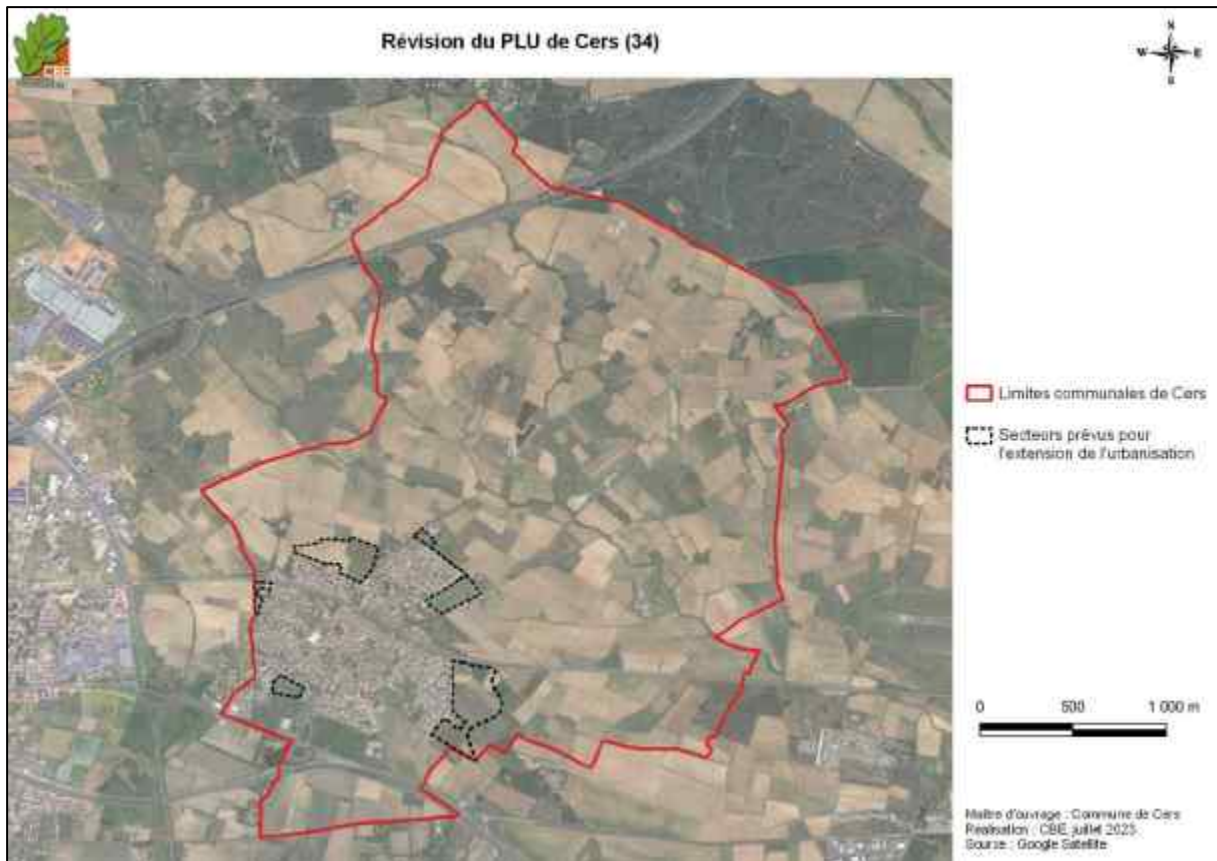 Révision du PLU de Cers (34)
N
W E
S
CBE
Limites communales de Cers
Secteurs prévus pour
l'extension de l'urbanisation
0 500 1 000 m
Maître d'ouvrage : Commune de Cers
Réalisation : CBE, juillet 2023
Source : Google Satellite